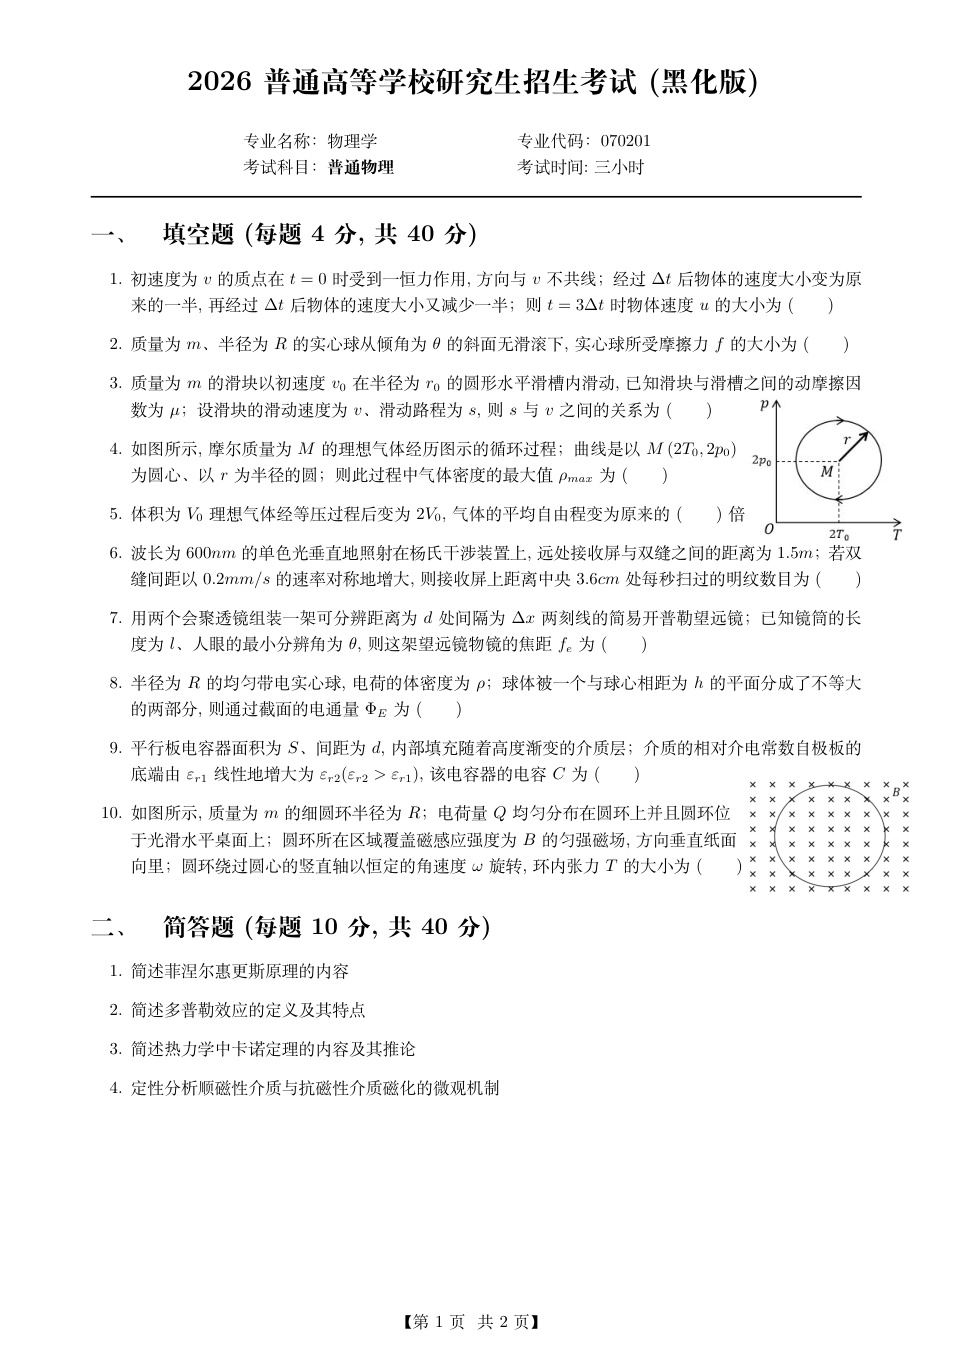 2026 普通高等学校研究生招生考试 (黑化版)
专业名称：物理学 专业代码：070201
考试科目：普通物理 考试时间: 三小时
一、 填空题 (每题 4 分, 共 40 分)
1. 初速度为 v 的质点在 t = 0 时受到一恒力作用, 方向与 v 不共线；经过 Δt 后物体的速度大小变为原
来的一半, 再经过 Δt 后物体的速度大小又减少一半；则 t = 3Δt 时物体速度 u 的大小为 (　　)
2. 质量为 m、半径为 R 的实心球从倾角为 θ 的斜面无滑滚下, 实心球所受摩擦力 f 的大小为 (　　)
3. 质量为 m 的滑块以初速度 v₀ 在半径为 r₀ 的圆形水平滑槽内滑动, 已知滑块与滑槽之间的动摩擦因
数为 μ；设滑块的滑动速度为 v、滑动路程为 s, 则 s 与 v 之间的关系为 (　　)
4. 如图所示, 摩尔质量为 M 的理想气体经历图示的循环过程；曲线是以 M (2T₀, 2p₀)
为圆心、以 r 为半径的圆；则此过程中气体密度的最大值 ρmax 为 (　　)
p
r
2p₀
M
O
2T₀
T
5. 体积为 V₀ 理想气体经等压过程后变为 2V₀, 气体的平均自由程变为原来的 (　　) 倍
6. 波长为 600nm 的单色光垂直地照射在杨氏干涉装置上, 远处接收屏与双缝之间的距离为 1.5m；若双
缝间距以 0.2mm/s 的速率对称地增大, 则接收屏上距离中央 3.6cm 处每秒扫过的明纹数目为 (　　)
7. 用两个会聚透镜组装一架可分辨距离为 d 处间隔为 Δx 两刻线的简易开普勒望远镜；已知镜筒的长
度为 l、人眼的最小分辨角为 θ, 则这架望远镜物镜的焦距 fe 为 (　　)
8. 半径为 R 的均匀带电实心球, 电荷的体密度为 ρ；球体被一个与球心相距为 h 的平面分成了不等大
的两部分, 则通过截面的电通量 ΦE 为 (　　)
9. 平行板电容器面积为 S、间距为 d, 内部填充随着高度渐变的介质层；介质的相对介电常数自极板的
底端由 εr1 线性地增大为 εr2(εr2 > εr1), 该电容器的电容 C 为 (　　)
10. 如图所示, 质量为 m 的细圆环半径为 R；电荷量 Q 均匀分布在圆环上并且圆环位
于光滑水平桌面上；圆环所在区域覆盖磁感应强度为 B 的匀强磁场, 方向垂直纸面
向里；圆环绕过圆心的竖直轴以恒定的角速度 ω 旋转, 环内张力 T 的大小为 (　　)
B
二、 简答题 (每题 10 分, 共 40 分)
1. 简述菲涅尔惠更斯原理的内容
2. 简述多普勒效应的定义及其特点
3. 简述热力学中卡诺定理的内容及其推论
4. 定性分析顺磁性介质与抗磁性介质磁化的微观机制
【第 1 页 共 2 页】